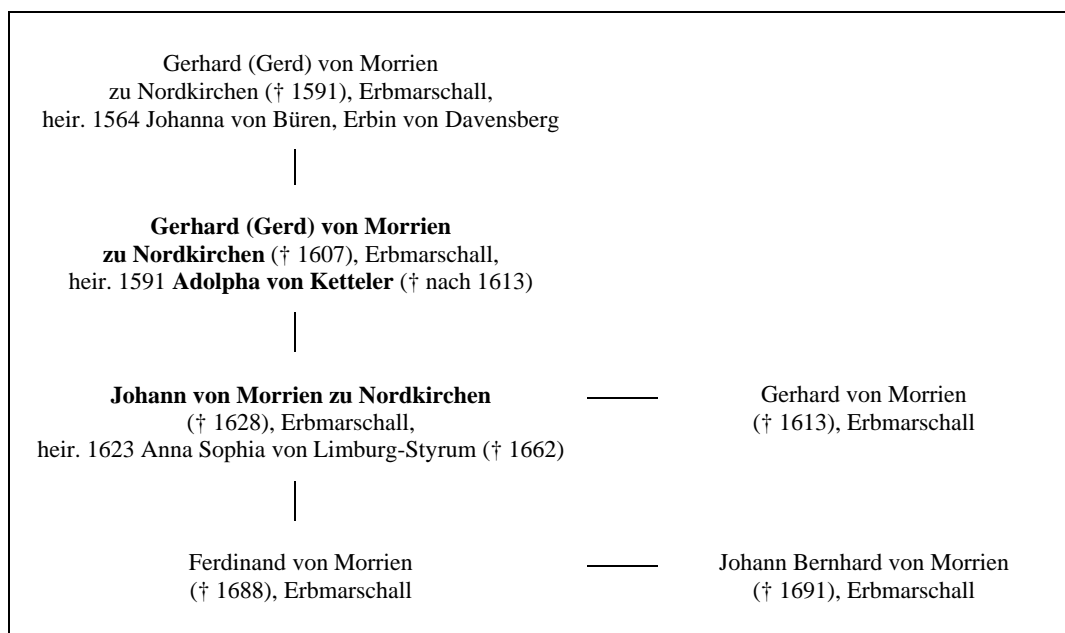 Gerhard (Gerd) von Morrien
zu Nordkirchen († 1591), Erbmarschall,
heir. 1564 Johanna von Büren, Erbin von Davensberg
Gerhard (Gerd) von Morrien
zu Nordkirchen († 1607), Erbmarschall,
heir. 1591 Adolpha von Ketteler († nach 1613)
Johann von Morrien zu Nordkirchen
(† 1628), Erbmarschall,
heir. 1623 Anna Sophia von Limburg-Styrum († 1662)
Gerhard von Morrien
(† 1613), Erbmarschall
Ferdinand von Morrien
(† 1688), Erbmarschall
Johann Bernhard von Morrien
(† 1691), Erbmarschall